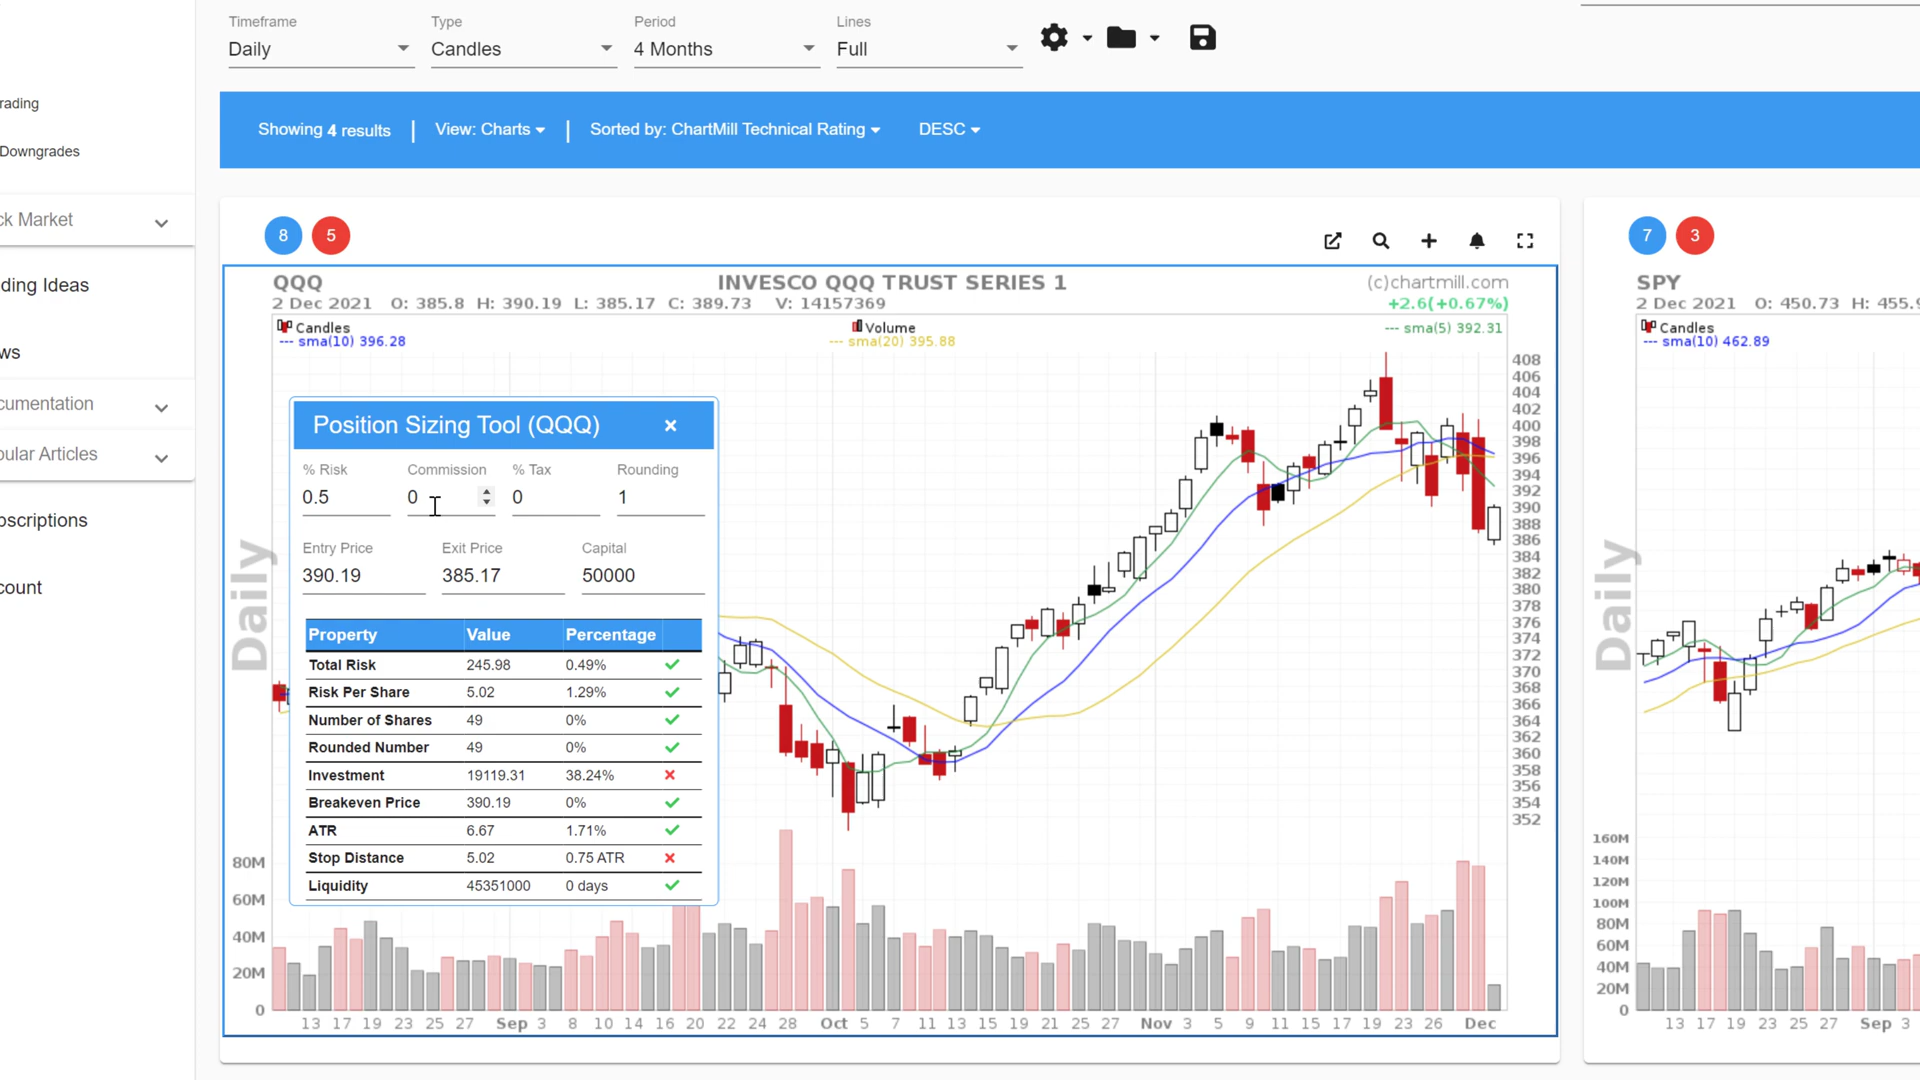 Timeframe
Type
Period
Lines
Daily
Candles
4 Months
Full
rading
Downgrades
ck Market
ding Ideas
ws
cumentation
pular Articles
oscriptions
count
Showing 4 results
View: Charts
Sorted by: ChartMill Technical Rating
DESC
8 5
QQQ
INVESCO QQQ TRUST SERIES 1
(c)chartmill.com
2 Dec 2021 O: 385.8 H: 390.19 L: 385.17 C: 389.73 V: 14157369
+2.6(+0.67%)
Candles
Volume
--- sma(5) 392.31
--- sma(10) 396.28
--- sma(20) 395.88
Daily
Position Sizing Tool (QQQ)
% Risk Commission % Tax Rounding
0.5 0 0 1
Entry Price Exit Price Capital
390.19 385.17 50000
Property Value Percentage
Total Risk 245.98 0.49%
Risk Per Share 5.02 1.29%
Number of Shares 49 0%
Rounded Number 49 0%
Investment 19119.31 38.24%
Breakeven Price 390.19 0%
ATR 6.67 1.71%
Stop Distance 5.02 0.75 ATR
Liquidity 45351000 0 days
408
406
404
402
400
398
396
394
392
390
388
386
384
382
380
378
376
374
372
370
368
366
364
362
360
358
356
354
352
80M
60M
40M
20M
0
13 17 19 23 25 27 Sep 3 8 10 14 16 20 22 24 28 Oct 5 7 11 13 15 19 21 25 27 Nov 3 5 9 11 15 17 19 23 26 Dec
7 3
SPY
2 Dec 2021 O: 450.73 H: 455.9
Candles
--- sma(10) 462.89
Daily
160M
140M
120M
100M
80M
60M
40M
20M
0
13 17 19 23 25 27 Sep 3